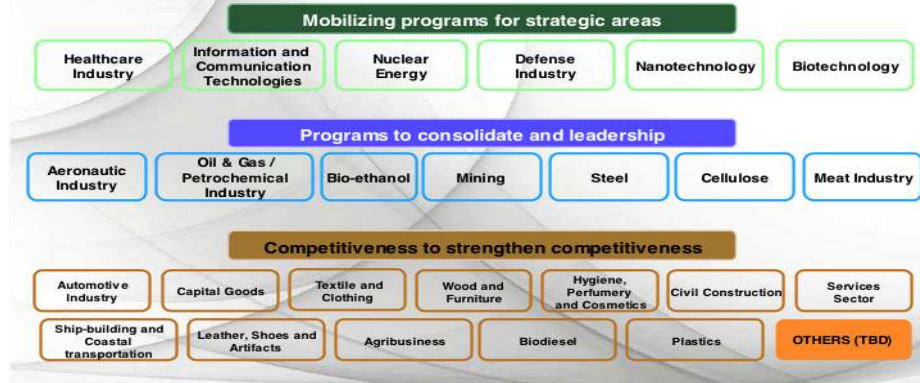 Mobilizing programs for strategic areas
Healthcare
Industry
Information and
Communication
Technologies
Nuclear
Energy
Defense
Industry
Nanotechnology
Biotechnology
Programs to consolidate and leadership
Aeronautic
Industry
Oil & Gas /
Petrochemical
Industry
Bio-ethanol
Mining
Steel
Cellulose
Meat Industry
Competitiveness to strengthen competitiveness
Automotive
Industry
Capital Goods
Textile and
Clothing
Wood and
Furniture
Hygiene,
Perfumery
and Cosmetics
Civil Construction
Services
Sector
Ship-building and
Coastal
transportation
Leather, Shoes and
Artifacts
Agribusiness
Biodiesel
Plastics
OTHERS (TBD)